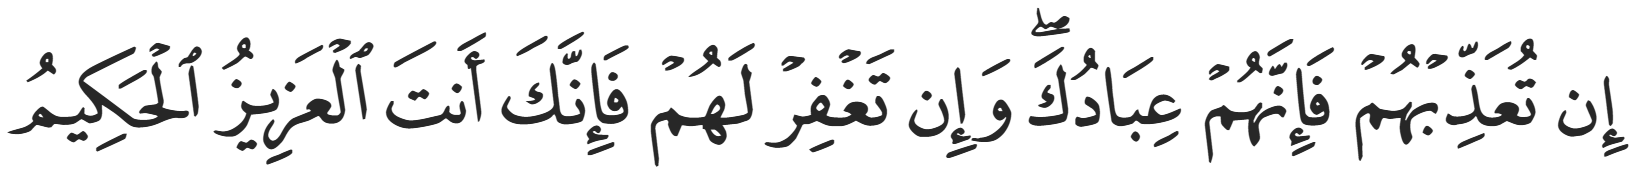 إِن تُعَذِّبْهُمْ فَإِنَّهُمْ عِبَادُكَ ۖ وَإِن تَغْفِرْ لَهُمْ فَإِنَّكَ أَنتَ ٱلْعَزِيزُ ٱلْحَكِيمُ